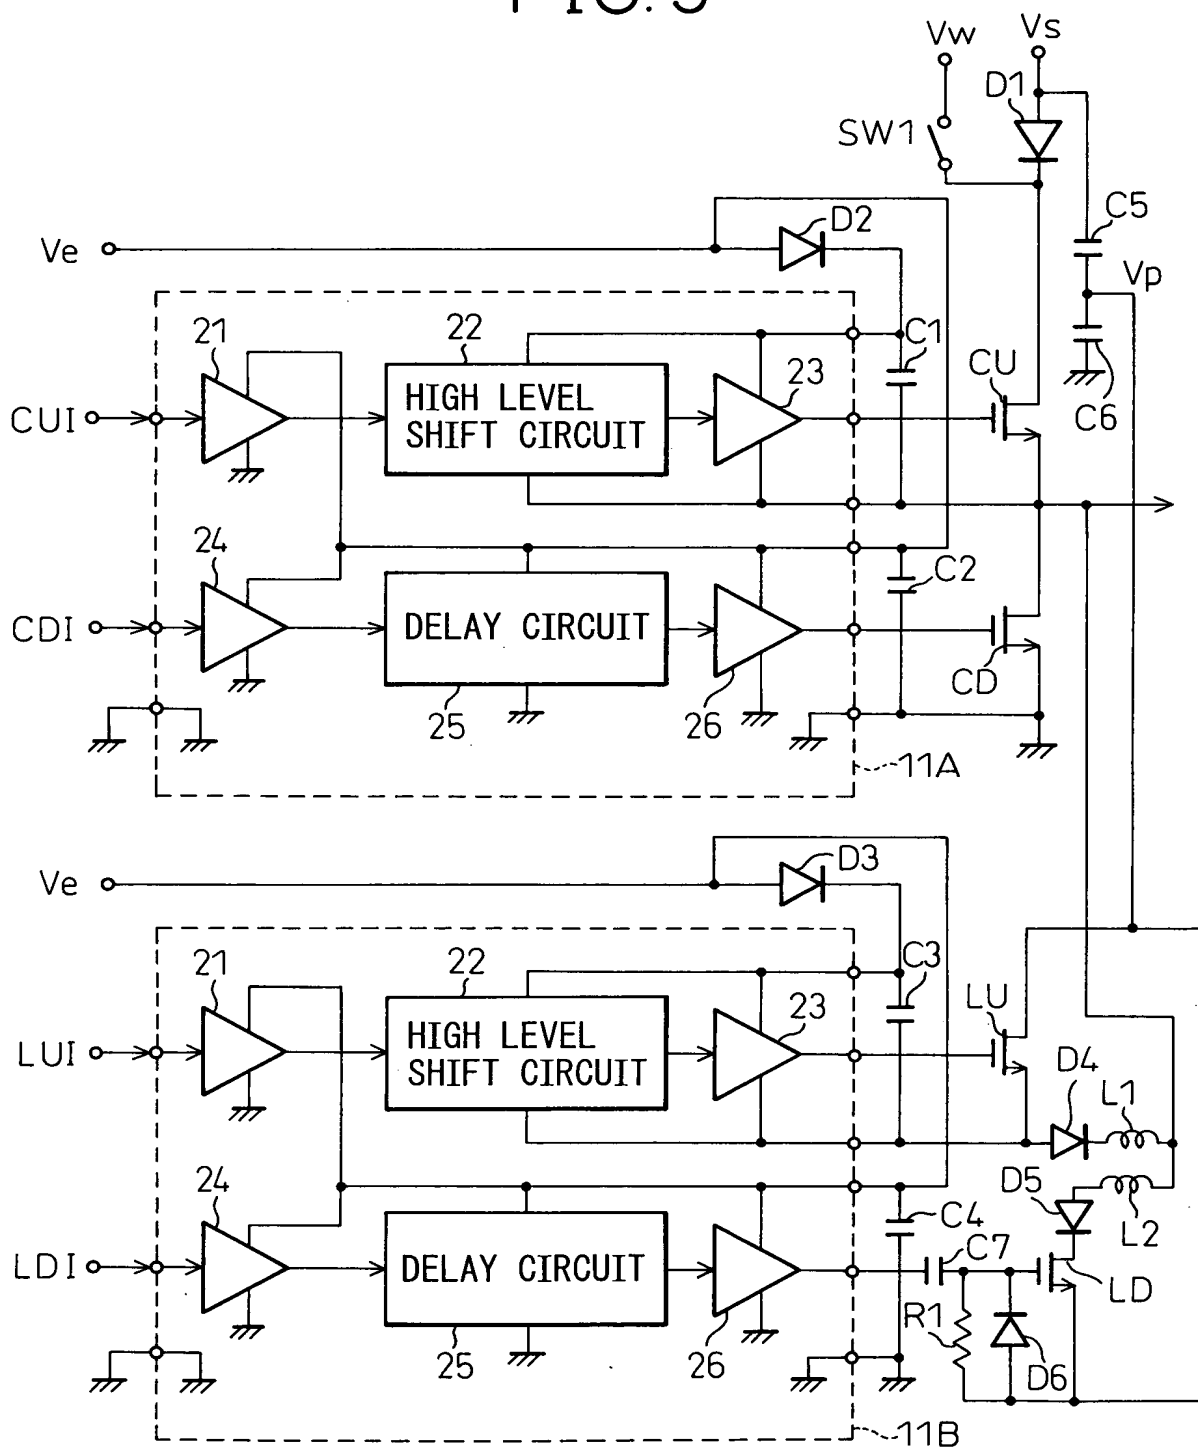 FIG. 5
Vw
Vs
D1
SW1
C5
Ve
D2
Vp
21
22
C1
CU
23
CUI
HIGH LEVEL
SHIFT CIRCUIT
C6
24
C2
CDI
DELAY CIRCUIT
CD
25
26
11A
Ve
D3
21
22
C3
LU
23
LUI
HIGH LEVEL
SHIFT CIRCUIT
D4
L1
24
D5
C4
L2
C7
LDI
DELAY CIRCUIT
LD
R1
25
26
D6
11B